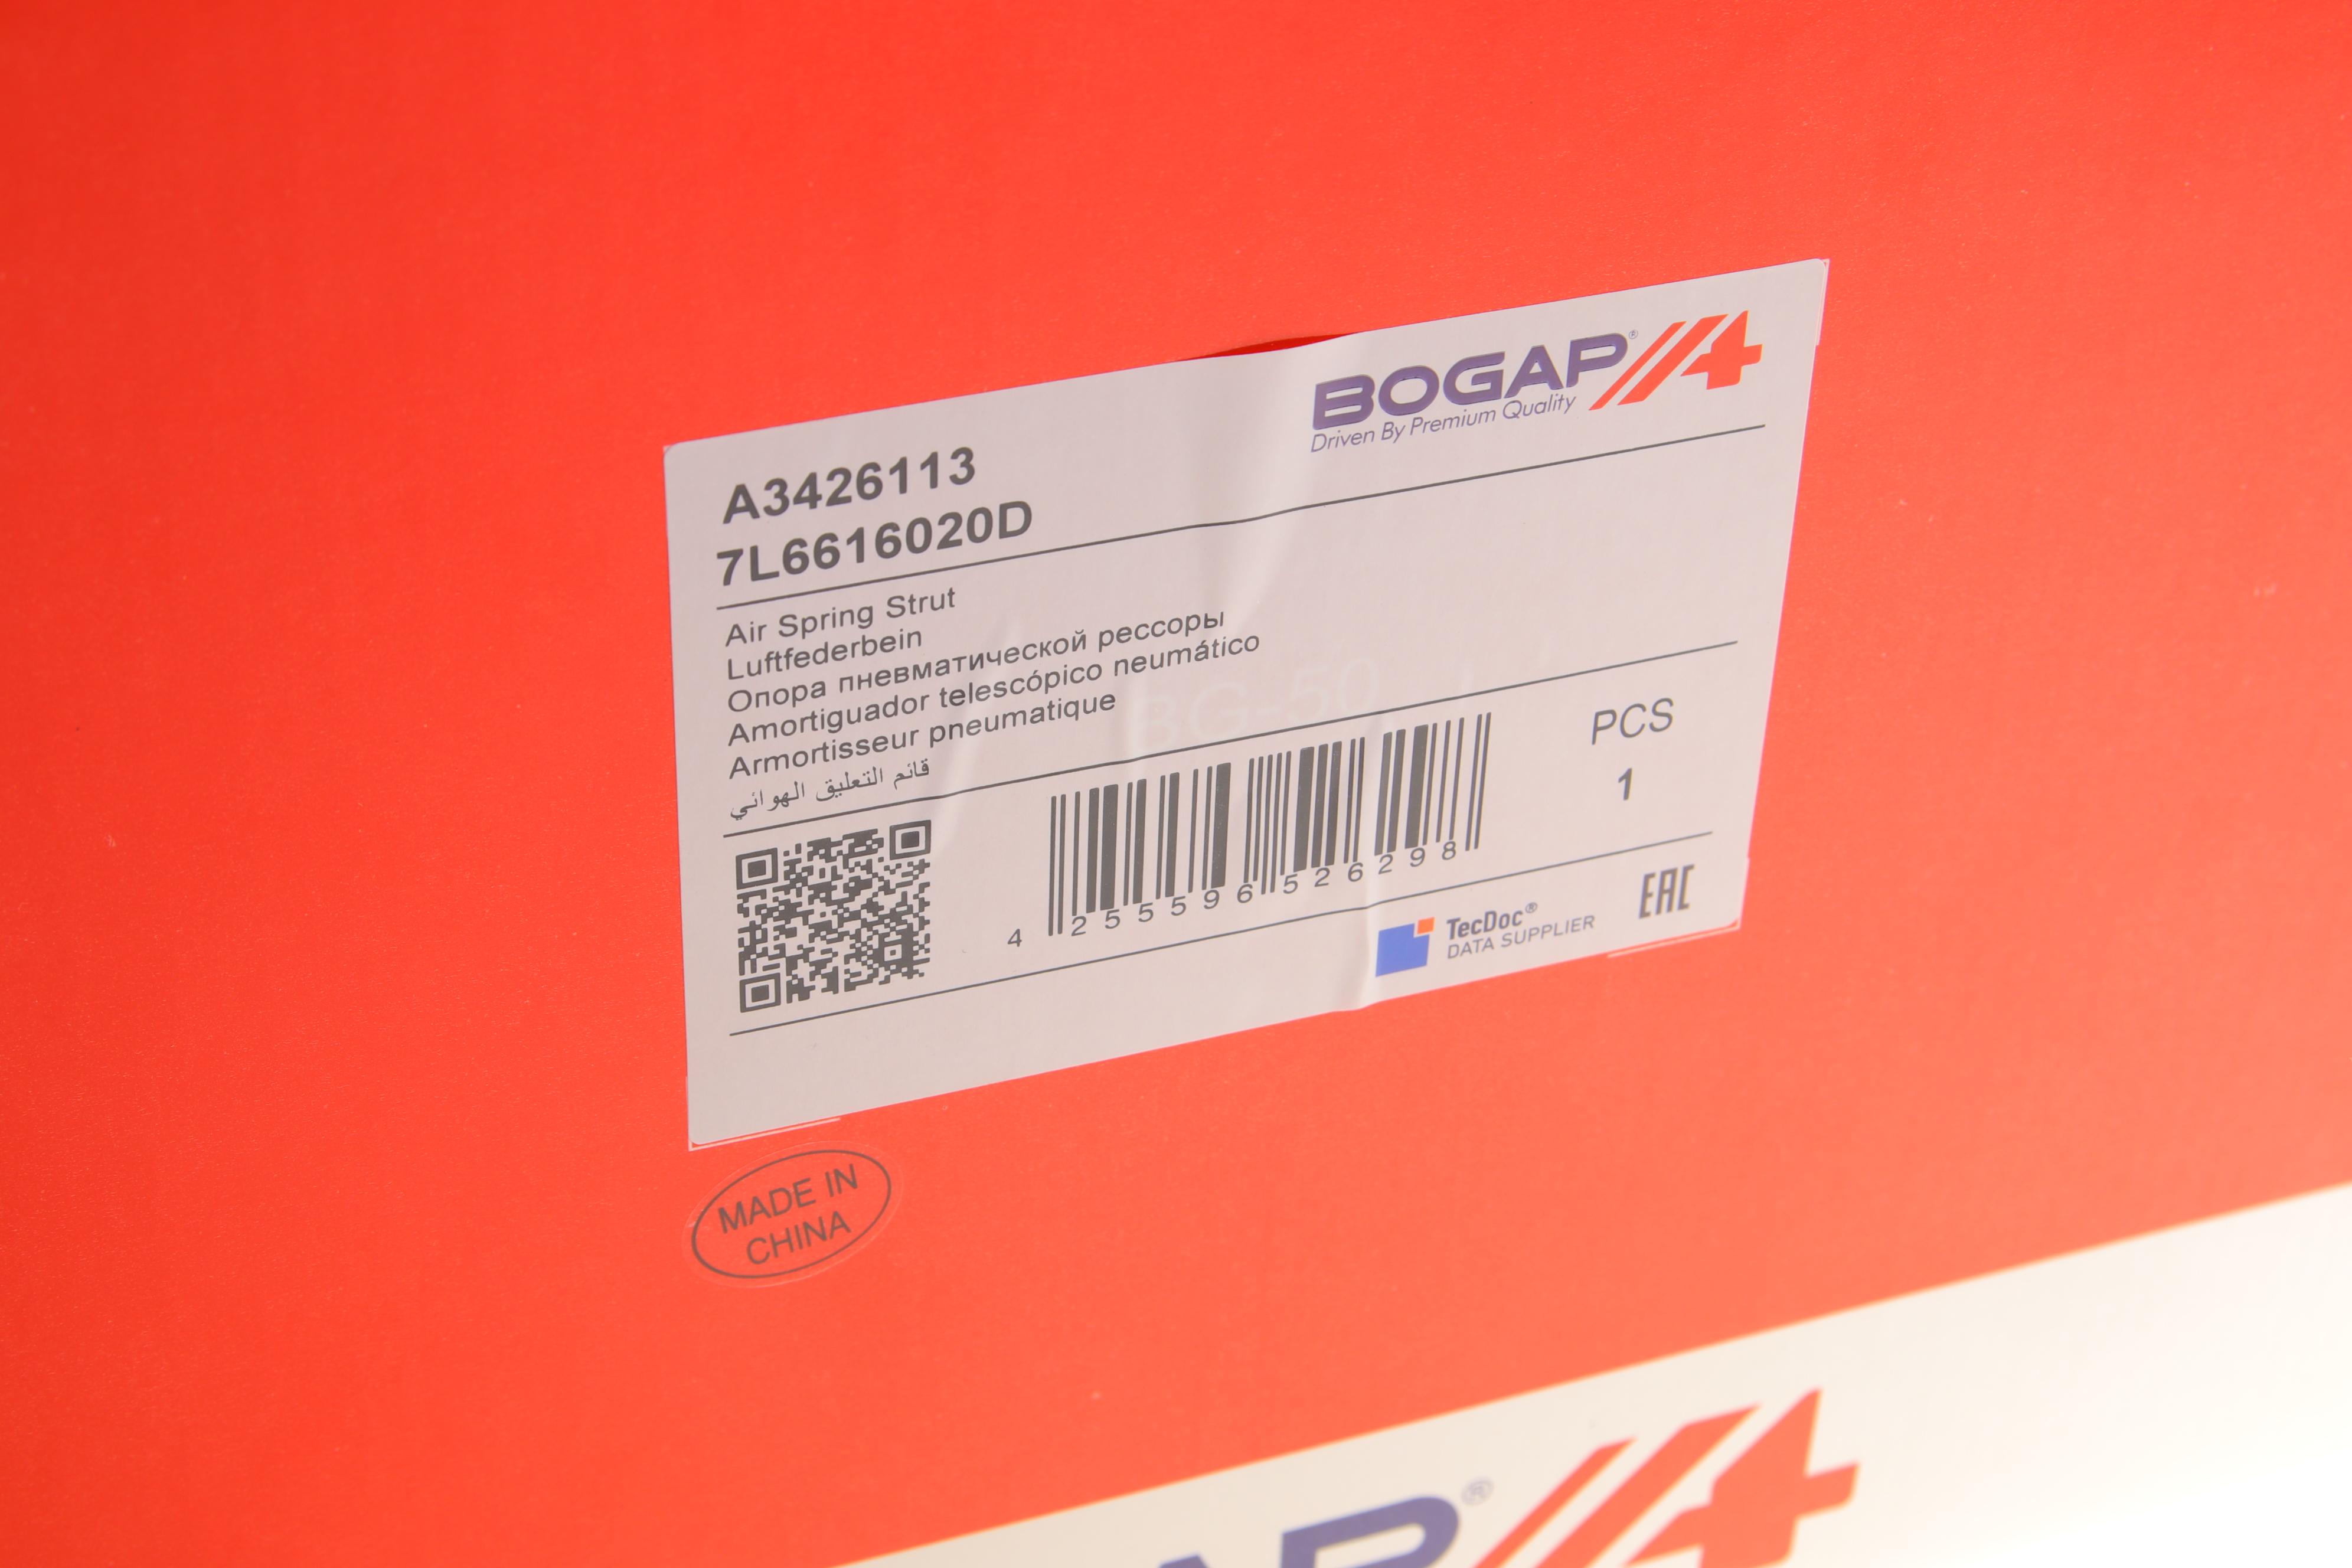 BOGAP®
Driven By Premium Quality
A3426113
7L6616020D
Air Spring Strut
Luftfederbein
Опора пневматической рессоры
Amortiguador telescópico neumático
Armortisseur pneumatique
قائم التعليق الهوائي
PCS
1
4 255596 526298
TecDoc®
DATA SUPPLIER
EAC
MADE IN
CHINA